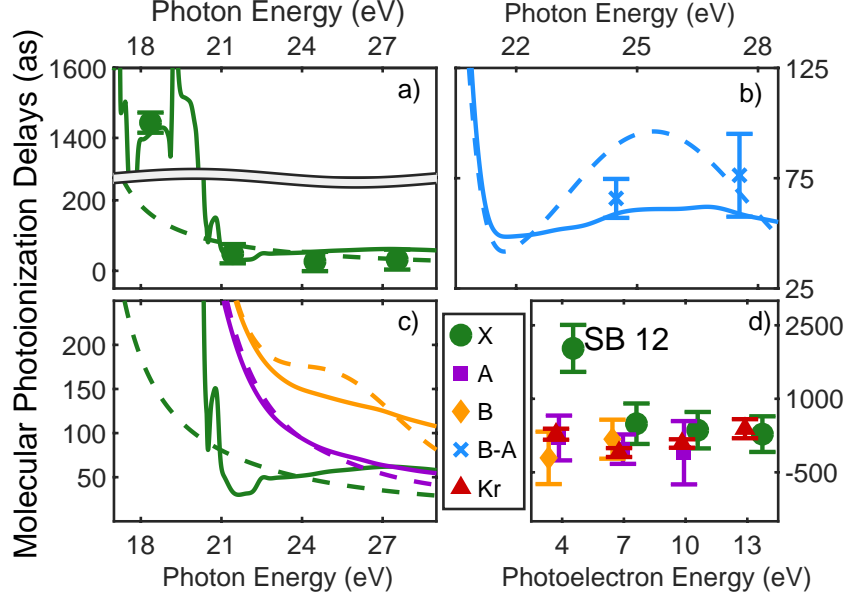 Photon Energy (eV)
Photon Energy (eV)
18 21 24 27
22 25 28
Molecular Photoionization Delays (as)
1600
1400
200
0
a)
b)
125
75
25
200
150
100
50
c)
X
A
B
B-A
Kr
d)
SB 12
2500
1000
-500
18 21 24 27
4 7 10 13
Photon Energy (eV)
Photoelectron Energy (eV)